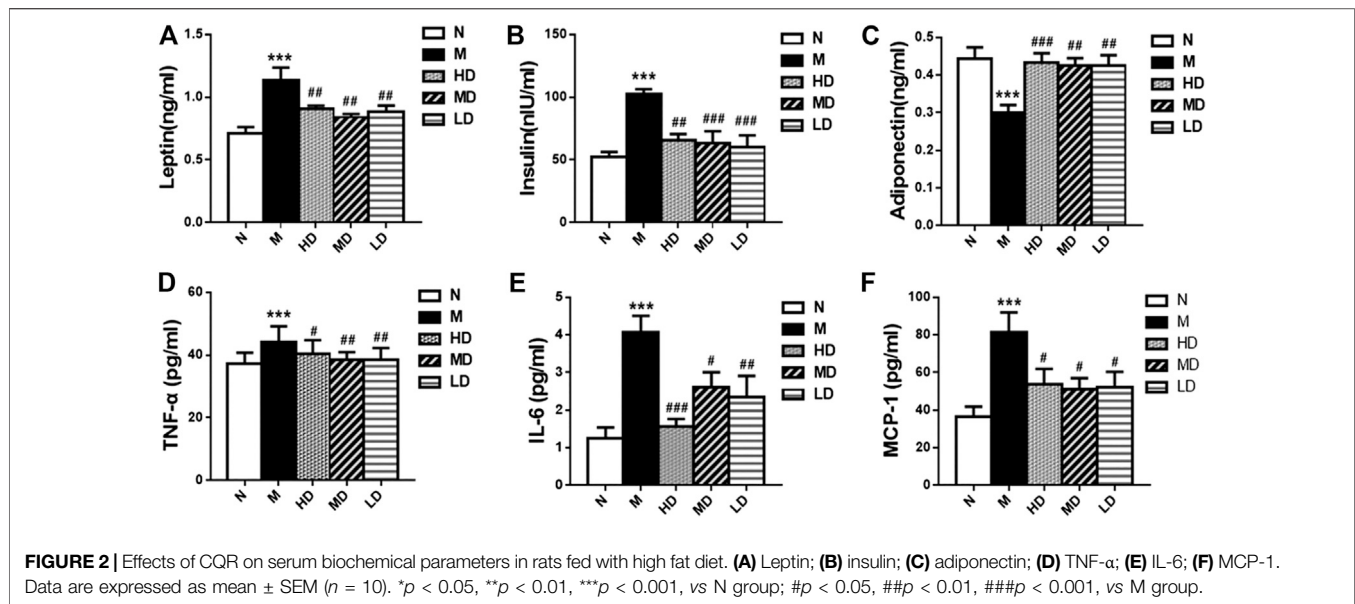 A
Leptin(ng/ml)
1.5
1.0
0.5
0.0
***
##
##
##
N
M
HD
MD
LD
N
M
HD
MD
LD
B
Insulin(nIU/ml)
150
100
50
0
***
##
###
###
N
M
HD
MD
LD
N
M
HD
MD
LD
C
Adiponectin(ng/ml)
0.5
0.4
0.3
0.2
0.1
0.0
***
###
##
##
N
M
HD
MD
LD
N
M
HD
MD
LD
D
TNF-α (pg/ml)
60
40
20
0
***
#
##
##
N
M
HD
MD
LD
N
M
HD
MD
LD
E
IL-6 (pg/ml)
5
4
3
2
1
0
***
###
#
##
N
M
HD
MD
LD
N
M
HD
MD
LD
F
MCP-1 (pg/ml)
100
80
60
40
20
0
***
#
#
#
N
M
HD
MD
LD
N
M
HD
MD
LD
FIGURE 2 | Effects of CQR on serum biochemical parameters in rats fed with high fat diet. (A) Leptin; (B) insulin; (C) adiponectin; (D) TNF-α; (E) IL-6; (F) MCP-1.
Data are expressed as mean ± SEM (n = 10). *p < 0.05, **p < 0.01, ***p < 0.001, vs N group; #p < 0.05, ##p < 0.01, ###p < 0.001, vs M group.